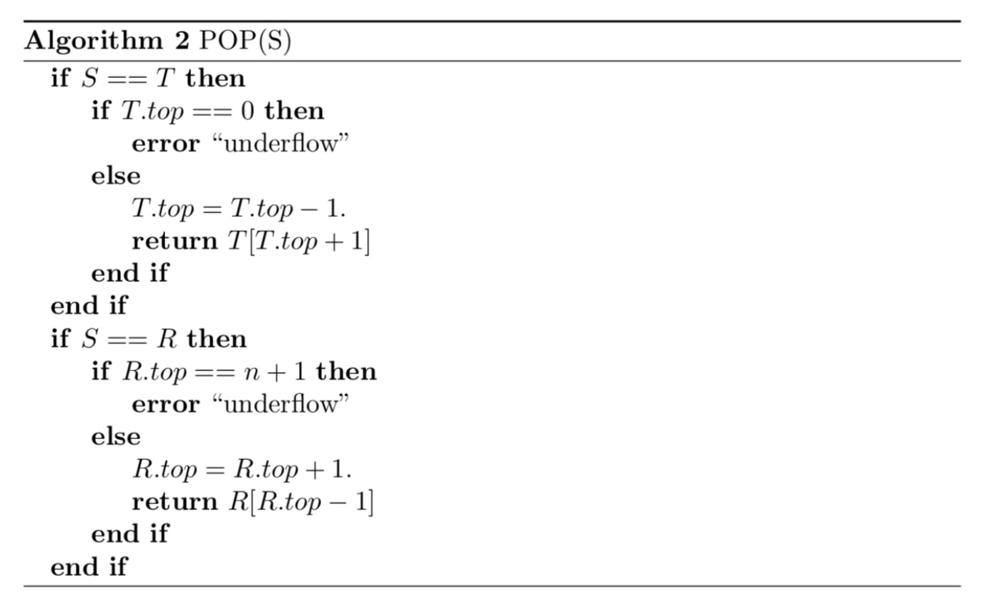 Algorithm 2 POP(S)
if S == T then
if T.top == 0 then
error “underflow”
else
T.top = T.top − 1.
return T[T.top + 1]
end if
end if
if S == R then
if R.top == n + 1 then
error “underflow”
else
R.top = R.top + 1.
return R[R.top − 1]
end if
end if